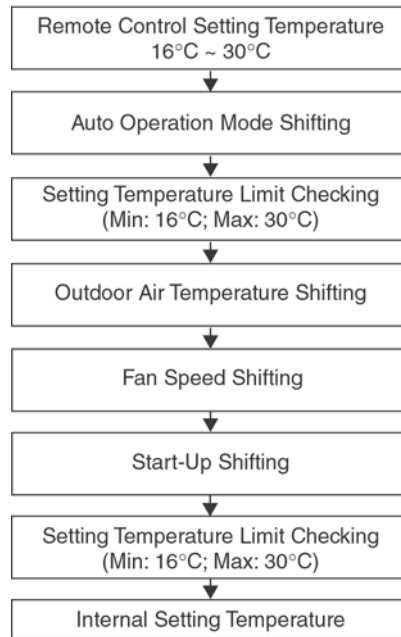 Remote Control Setting Temperature
16°C ~ 30°C
Auto Operation Mode Shifting
Setting Temperature Limit Checking
(Min: 16°C; Max: 30°C)
Outdoor Air Temperature Shifting
Fan Speed Shifting
Start-Up Shifting
Setting Temperature Limit Checking
(Min: 16°C; Max: 30°C)
Internal Setting Temperature